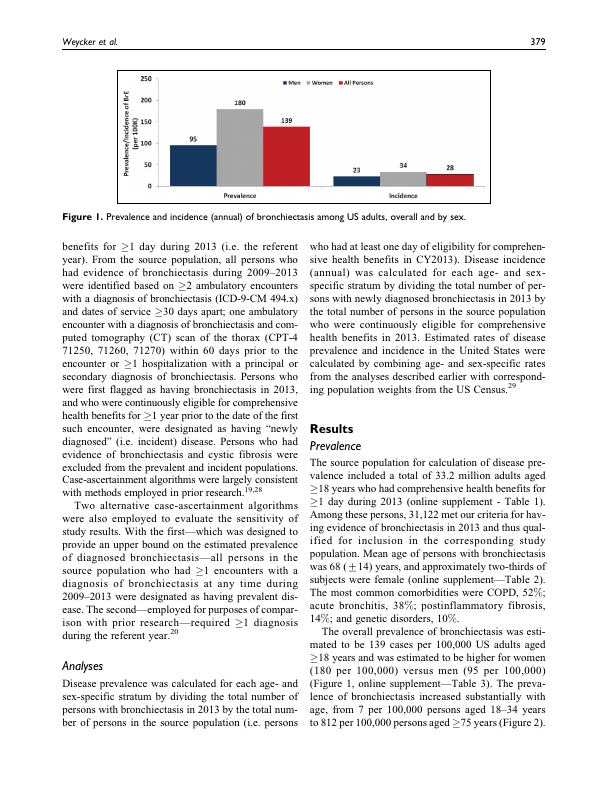 Weycker et al.
379
Prevalence/Incidence of BrE
(per 100K)
250
200
150
100
50
0
Men Women All Persons
95
180
139
23
34
28
Prevalence
Incidence
Figure 1. Prevalence and incidence (annual) of bronchiectasis among US adults, overall and by sex.
benefits for ≥1 day during 2013 (i.e. the referent
year). From the source population, all persons who
had evidence of bronchiectasis during 2009–2013
were identified based on ≥2 ambulatory encounters
with a diagnosis of bronchiectasis (ICD-9-CM 494.x)
and dates of service ≥30 days apart; one ambulatory
encounter with a diagnosis of bronchiectasis and com-
puted tomography (CT) scan of the thorax (CPT-4
71250, 71260, 71270) within 60 days prior to the
encounter or ≥1 hospitalization with a principal or
secondary diagnosis of bronchiectasis. Persons who
were first flagged as having bronchiectasis in 2013,
and who were continuously eligible for comprehensive
health benefits for ≥1 year prior to the date of the first
such encounter, were designated as having “newly
diagnosed” (i.e. incident) disease. Persons who had
evidence of bronchiectasis and cystic fibrosis were
excluded from the prevalent and incident populations.
Case-ascertainment algorithms were largely consistent
with methods employed in prior research.19,28
Two alternative case-ascertainment algorithms
were also employed to evaluate the sensitivity of
study results. With the first—which was designed to
provide an upper bound on the estimated prevalence
of diagnosed bronchiectasis—all persons in the
source population who had ≥1 encounters with a
diagnosis of bronchiectasis at any time during
2009–2013 were designated as having prevalent dis-
ease. The second—employed for purposes of compar-
ison with prior research—required ≥1 diagnosis
during the referent year.20
Analyses
Disease prevalence was calculated for each age- and
sex-specific stratum by dividing the total number of
persons with bronchiectasis in 2013 by the total num-
ber of persons in the source population (i.e. persons
who had at least one day of eligibility for comprehen-
sive health benefits in CY2013). Disease incidence
(annual) was calculated for each age- and sex-
specific stratum by dividing the total number of per-
sons with newly diagnosed bronchiectasis in 2013 by
the total number of persons in the source population
who were continuously eligible for comprehensive
health benefits in 2013. Estimated rates of disease
prevalence and incidence in the United States were
calculated by combining age- and sex-specific rates
from the analyses described earlier with correspond-
ing population weights from the US Census.29
Results
Prevalence
The source population for calculation of disease pre-
valence included a total of 33.2 million adults aged
≥18 years who had comprehensive health benefits for
≥1 day during 2013 (online supplement - Table 1).
Among these persons, 31,122 met our criteria for hav-
ing evidence of bronchiectasis in 2013 and thus qual-
ified for inclusion in the corresponding study
population. Mean age of persons with bronchiectasis
was 68 (±14) years, and approximately two-thirds of
subjects were female (online supplement—Table 2).
The most common comorbidities were COPD, 52%;
acute bronchitis, 38%; postinflammatory fibrosis,
14%; and genetic disorders, 10%.
The overall prevalence of bronchiectasis was esti-
mated to be 139 cases per 100,000 US adults aged
≥18 years and was estimated to be higher for women
(180 per 100,000) versus men (95 per 100,000)
(Figure 1, online supplement—Table 3). The preva-
lence of bronchiectasis increased substantially with
age, from 7 per 100,000 persons aged 18–34 years
to 812 per 100,000 persons aged ≥75 years (Figure 2).